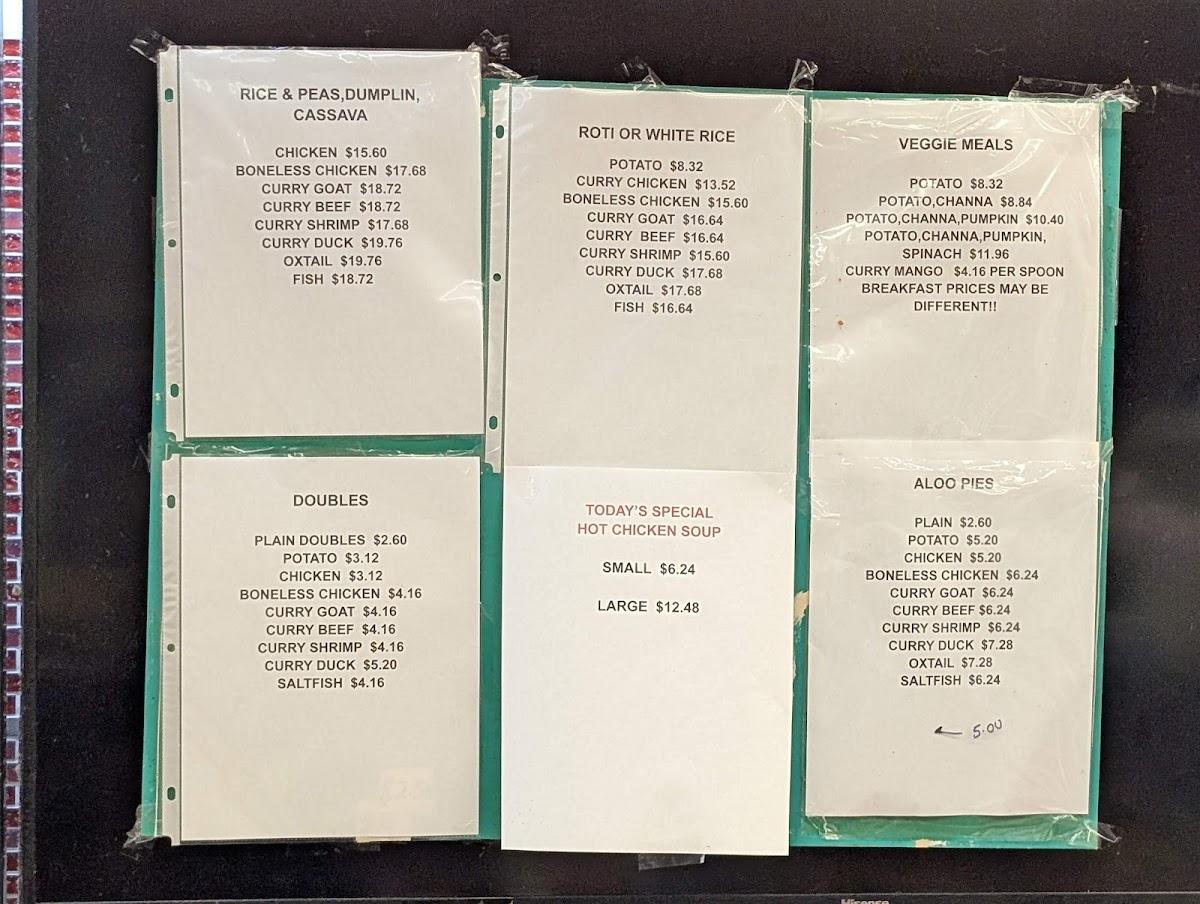 RICE & PEAS,DUMPLIN,
CASSAVA
CHICKEN $15.60
BONELESS CHICKEN $17.68
CURRY GOAT $18.72
CURRY BEEF $18.72
CURRY SHRIMP $17.68
CURRY DUCK $19.76
OXTAIL $19.76
FISH $18.72
ROTI OR WHITE RICE
POTATO $8.32
CURRY CHICKEN $13.52
BONELESS CHICKEN $15.60
CURRY GOAT $16.64
CURRY BEEF $16.64
CURRY SHRIMP $15.60
CURRY DUCK $17.68
OXTAIL $17.68
FISH $16.64
VEGGIE MEALS
POTATO $8.32
POTATO,CHANNA $8.84
POTATO,CHANNA,PUMPKIN $10.40
POTATO,CHANNA,PUMPKIN,
SPINACH $11.96
CURRY MANGO $4.16 PER SPOON
BREAKFAST PRICES MAY BE
DIFFERENT!!
DOUBLES
PLAIN DOUBLES $2.60
POTATO $3.12
CHICKEN $3.12
BONELESS CHICKEN $4.16
CURRY GOAT $4.16
CURRY BEEF $4.16
CURRY SHRIMP $4.16
CURRY DUCK $5.20
SALTFISH $4.16
TODAY'S SPECIAL
HOT CHICKEN SOUP
SMALL $6.24
LARGE $12.48
ALOO PIES
PLAIN $2.60
POTATO $5.20
CHICKEN $5.20
BONELESS CHICKEN $6.24
CURRY GOAT $6.24
CURRY BEEF $6.24
CURRY SHRIMP $6.24
CURRY DUCK $7.28
OXTAIL $7.28
SALTFISH $6.24
← 5.00
Hisense